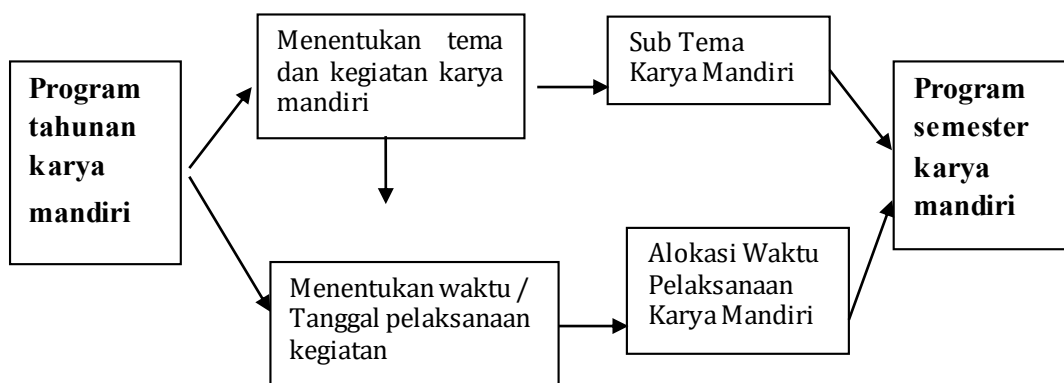 Program
tahunan
karya
mandiri
Menentukan tema
dan kegiatan karya
mandiri
Menentukan waktu /
Tanggal pelaksanaan
kegiatan
Sub Tema
Karya Mandiri
Alokasi Waktu
Pelaksanaan
Karya Mandiri
Program
semester
karya
mandiri